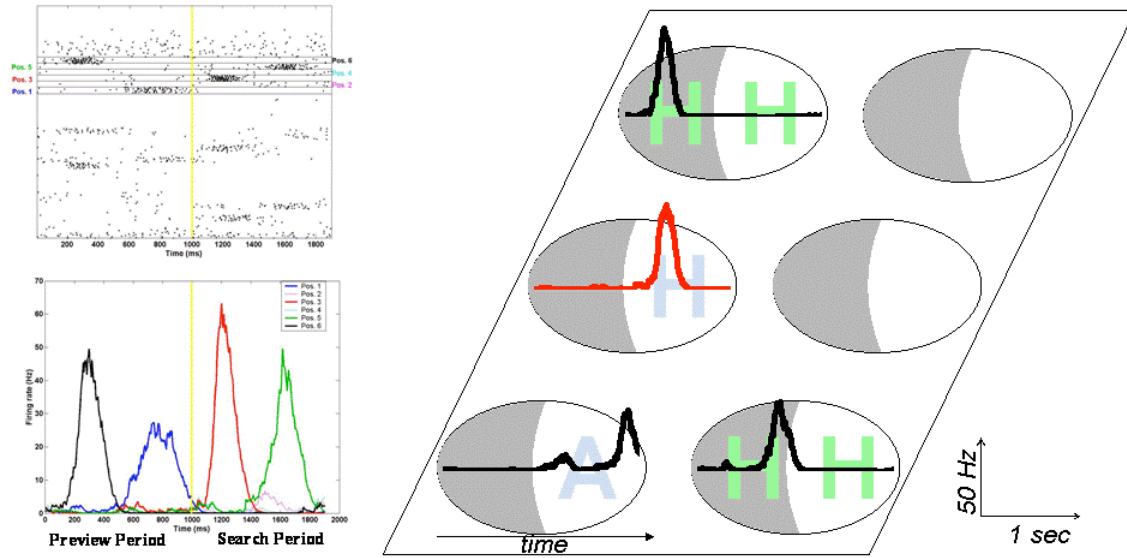 Pos. 5
Pos. 3
Pos. 1
Pos. 6
Pos. 4
Pos. 2
200 400 600 800 1000 1200 1400 1600 1800
Time (ms)
Firing rate (Hz)
70
60
50
40
30
20
10
0
Pos. 1
Pos. 2
Pos. 3
Pos. 4
Pos. 5
Pos. 6
0 200 400 600 800 1000 1200 1400 1600 1800 2000
Time (ms)
Preview Period Search Period
H H
H
A H H
time
50 Hz
1 sec